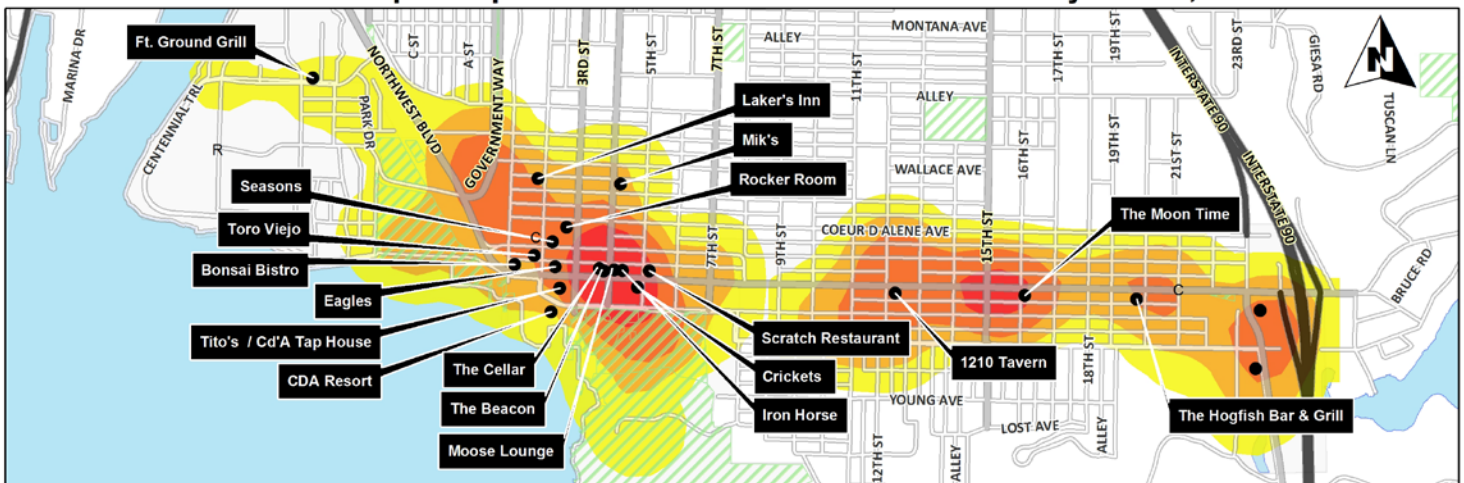 MONTANA AVE
MARINA DR
C ST
A ST
3RD ST
5TH ST
7TH ST
ALLEY
11TH ST
17TH ST
19TH ST
23RD ST
GIESA RD
N
Ft. Ground Grill
NORTHWEST BLVD
GOVERNMENT WAY
INTERSTATE 90
TUSCAN LN
CENTENNIAL TRL
PARK DR
R
Laker's Inn
ALLEY
Mik's
16TH ST
19TH ST
21ST ST
INTERSTATE 90
WALLACE AVE
Rocker Room
Seasons
Toro Viejo
C
7TH ST
9TH ST
COEUR D ALENE AVE
15TH ST
The Moon Time
Bonsai Bistro
BRUCE RD
Eagles
C
Tito's / Cd'A Tap House
Scratch Restaurant
18TH ST
CDA Resort
The Cellar
Crickets
1210 Tavern
The Beacon
Iron Horse
YOUNG AVE
The Hogfish Bar & Grill
Moose Lounge
12TH ST
ALLEY
LOST AVE
ALLEY